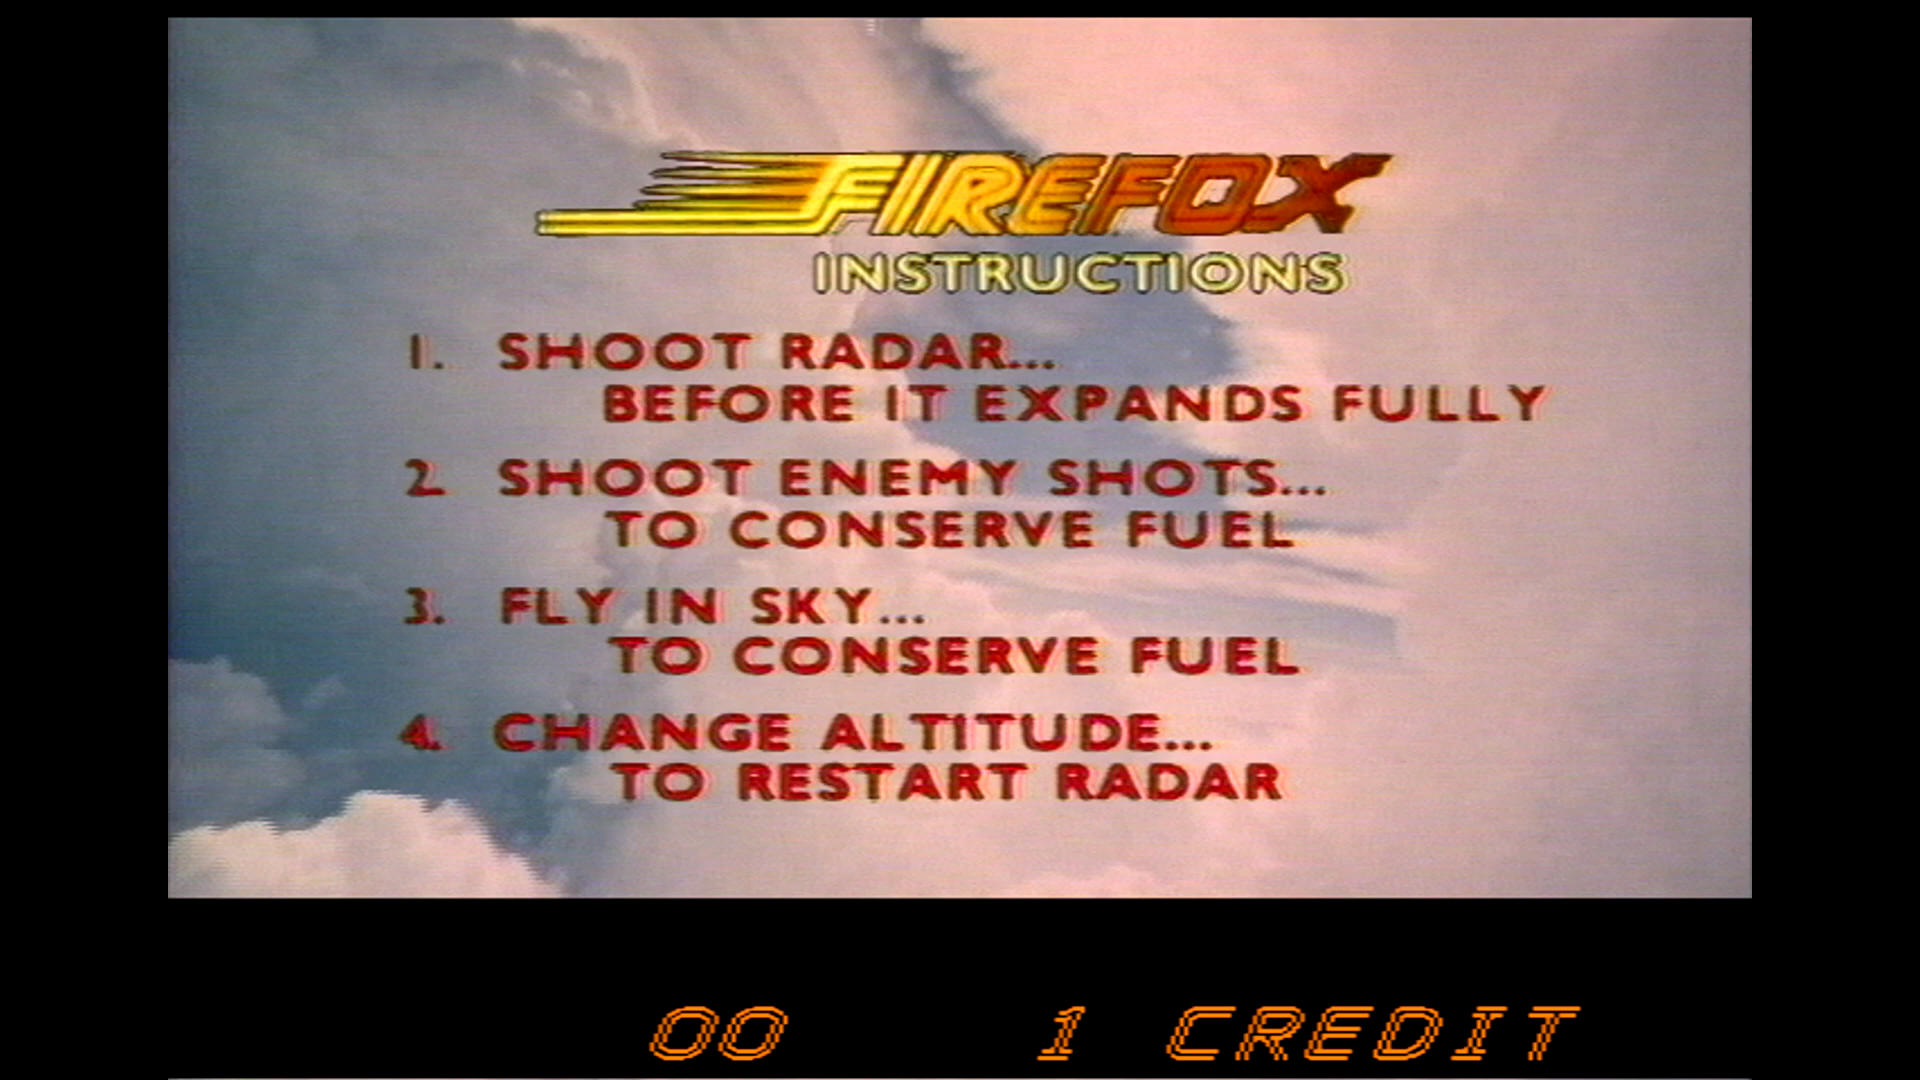 FIREFOX
INSTRUCTIONS
1. SHOOT RADAR...
BEFORE IT EXPANDS FULLY
2. SHOOT ENEMY SHOTS...
TO CONSERVE FUEL
3. FLY IN SKY...
TO CONSERVE FUEL
4. CHANGE ALTITUDE...
TO RESTART RADAR
00 1 CREDIT